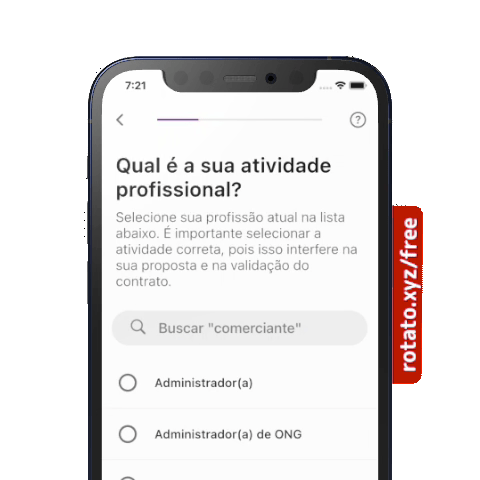 7:21
Qual é a sua atividade
profissional?
Selecione sua profissão atual na lista
abaixo. É importante selecionar a
atividade correta, pois isso interfere na
sua proposta e na validação do
contrato.
Buscar "comerciante"
Administrador(a)
Administrador(a) de ONG
rotato.xyz/free